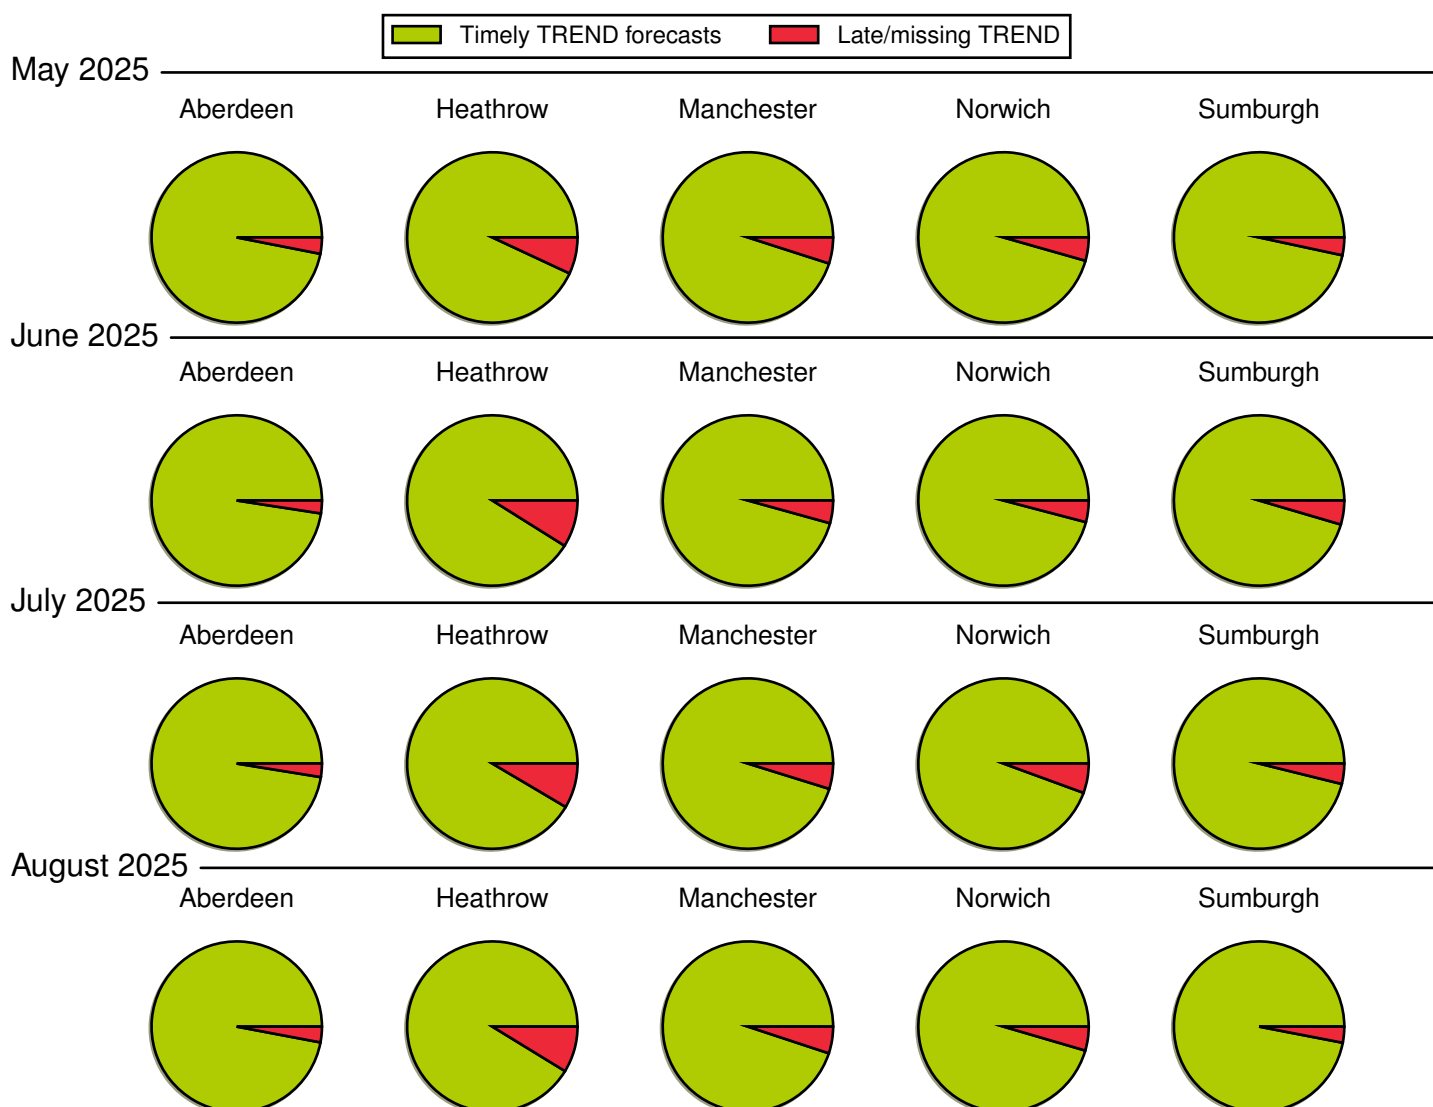 Timely TREND forecasts Late/missing TREND
May 2025
Aberdeen Heathrow Manchester Norwich Sumburgh
June 2025
Aberdeen Heathrow Manchester Norwich Sumburgh
July 2025
Aberdeen Heathrow Manchester Norwich Sumburgh
August 2025
Aberdeen Heathrow Manchester Norwich Sumburgh